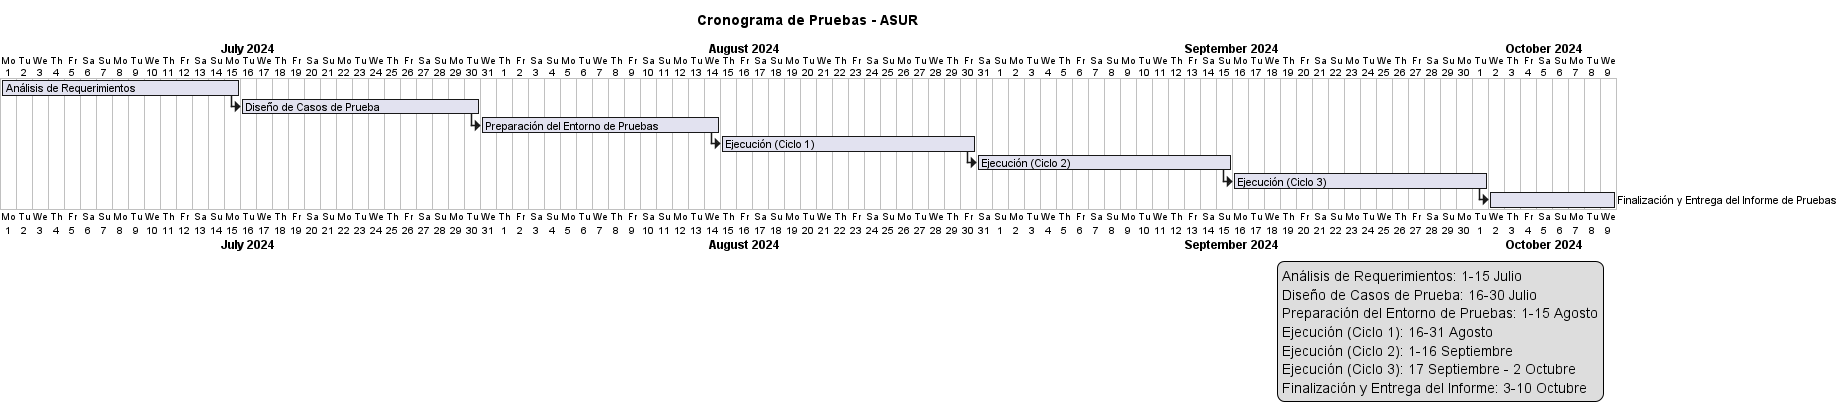 Cronograma de Pruebas - ASUR
July 2024 August 2024 September 2024 October 2024
Mo Tu We Th Fr Sa Su Mo Tu We Th Fr Sa Su Mo Tu We Th Fr Sa Su Mo Tu We Th Fr Sa Su Mo Tu We Th Fr Sa Su Mo Tu We Th Fr Sa Su Mo Tu We Th Fr Sa Su Mo Tu We Th Fr Sa Su Mo Tu We Th Fr Sa Su Mo Tu We Th Fr Sa Su Mo Tu We Th Fr Sa Su Mo Tu We Th Fr Sa Su Mo Tu We Th Fr Sa Su Mo Tu We Th Fr Sa Su Mo Tu We
1 2 3 4 5 6 7 8 9 10 11 12 13 14 15 16 17 18 19 20 21 22 23 24 25 26 27 28 29 30 31 1 2 3 4 5 6 7 8 9 10 11 12 13 14 15 16 17 18 19 20 21 22 23 24 25 26 27 28 29 30 31 1 2 3 4 5 6 7 8 9 10 11 12 13 14 15 16 17 18 19 20 21 22 23 24 25 26 27 28 29 30 1 2 3 4 5 6 7 8 9
Análisis de Requerimientos
Diseño de Casos de Prueba
Preparación del Entorno de Pruebas
Ejecución (Ciclo 1)
Ejecución (Ciclo 2)
Ejecución (Ciclo 3)
Finalización y Entrega del Informe de Pruebas
Mo Tu We Th Fr Sa Su Mo Tu We Th Fr Sa Su Mo Tu We Th Fr Sa Su Mo Tu We Th Fr Sa Su Mo Tu We Th Fr Sa Su Mo Tu We Th Fr Sa Su Mo Tu We Th Fr Sa Su Mo Tu We Th Fr Sa Su Mo Tu We Th Fr Sa Su Mo Tu We Th Fr Sa Su Mo Tu We Th Fr Sa Su Mo Tu We Th Fr Sa Su Mo Tu We Th Fr Sa Su Mo Tu We Th Fr Sa Su Mo Tu We
1 2 3 4 5 6 7 8 9 10 11 12 13 14 15 16 17 18 19 20 21 22 23 24 25 26 27 28 29 30 31 1 2 3 4 5 6 7 8 9 10 11 12 13 14 15 16 17 18 19 20 21 22 23 24 25 26 27 28 29 30 31 1 2 3 4 5 6 7 8 9 10 11 12 13 14 15 16 17 18 19 20 21 22 23 24 25 26 27 28 29 30 1 2 3 4 5 6 7 8 9
July 2024 August 2024 September 2024 October 2024
Análisis de Requerimientos: 1-15 Julio
Diseño de Casos de Prueba: 16-30 Julio
Preparación del Entorno de Pruebas: 1-15 Agosto
Ejecución (Ciclo 1): 16-31 Agosto
Ejecución (Ciclo 2): 1-16 Septiembre
Ejecución (Ciclo 3): 17 Septiembre - 2 Octubre
Finalización y Entrega del Informe: 3-10 Octubre